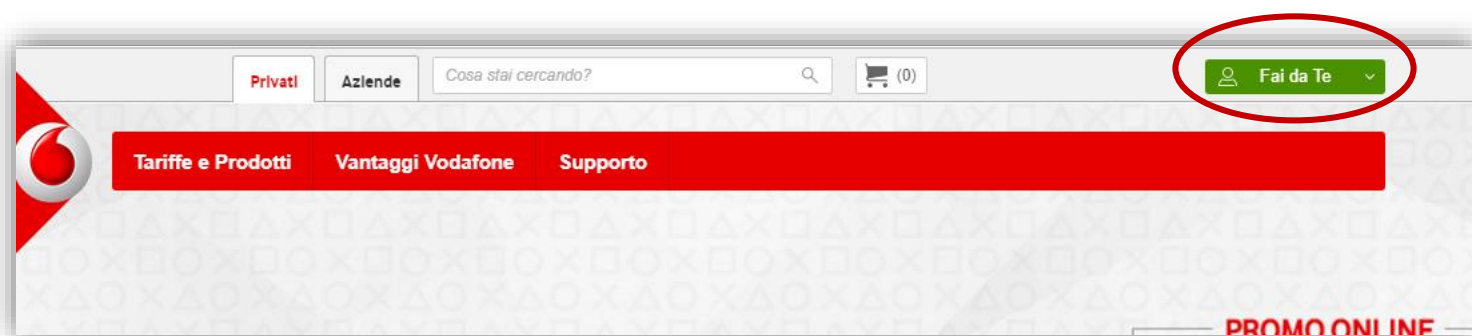 Privati
Aziende
Cosa stai cercando?
(0)
Fai da Te
Tariffe e Prodotti
Vantaggi Vodafone
Supporto
PROMO ONLINE